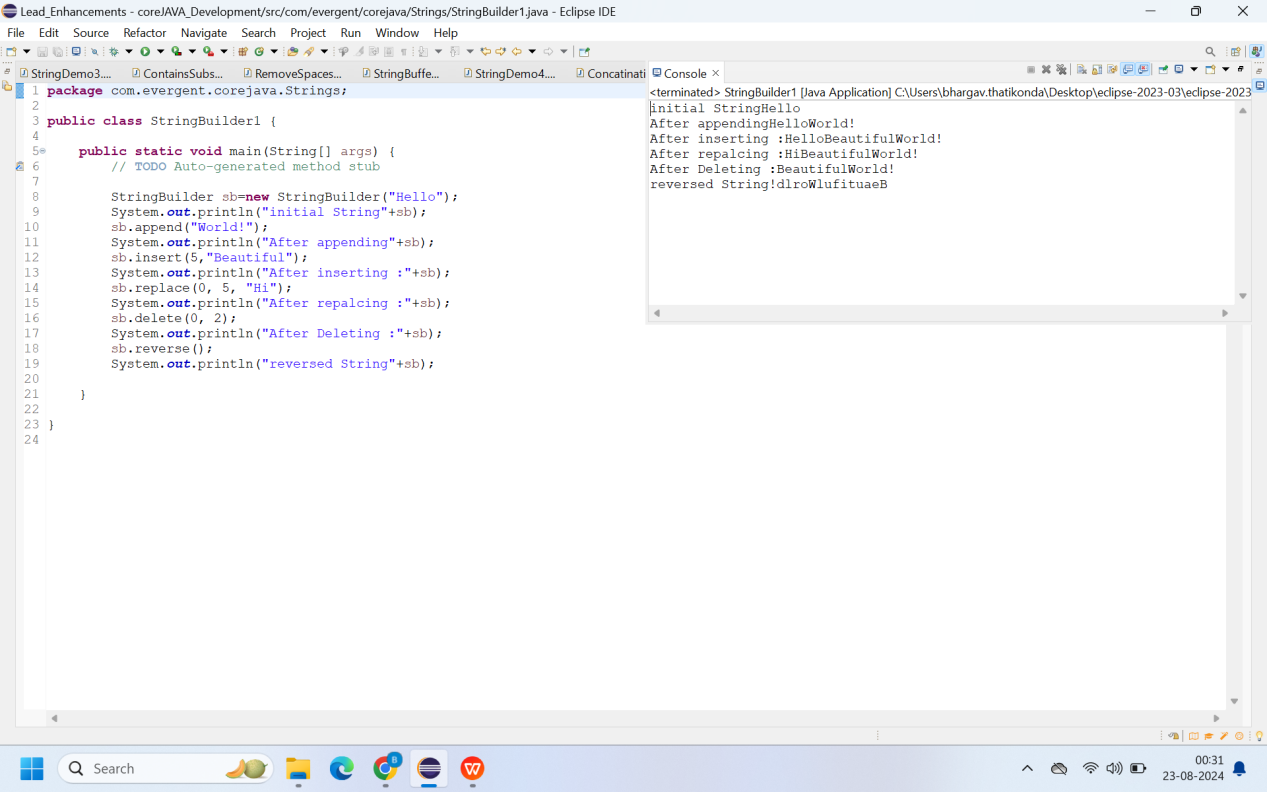 Lead_Enhancements - coreJAVA_Development/src/com/evergent/corejava/Strings/StringBuilder1.java - Eclipse IDE
File Edit Source Refactor Navigate Search Project Run Window Help
StringDemo3.... ContainsSubs... RemoveSpaces... StringBuffe... StringDemo4.... Concatinati
1 package com.evergent.corejava.Strings;
2
3 public class StringBuilder1 {
4
5 public static void main(String[] args) {
6 // TODO Auto-generated method stub
7
8 StringBuilder sb=new StringBuilder("Hello");
9 System.out.println("initial String"+sb);
10 sb.append("World!");
11 System.out.println("After appending"+sb);
12 sb.insert(5,"Beautiful");
13 System.out.println("After inserting :"+sb);
14 sb.replace(0, 5, "Hi");
15 System.out.println("After repalcing :"+sb);
16 sb.delete(0, 2);
17 System.out.println("After Deleting :"+sb);
18 sb.reverse();
19 System.out.println("reversed String"+sb);
20
21 }
22
23 }
24
Console
<terminated> StringBuilder1 [Java Application] C:\Users\bhargav.thatikonda\Desktop\eclipse-2023-03\eclipse-2023
initial StringHello
After appendingHelloWorld!
After inserting :HelloBeautifulWorld!
After repalcing :HiBeautifulWorld!
After Deleting :BeautifulWorld!
reversed String!dlroWlufituaeB
Search
B
W
00:31
23-08-2024